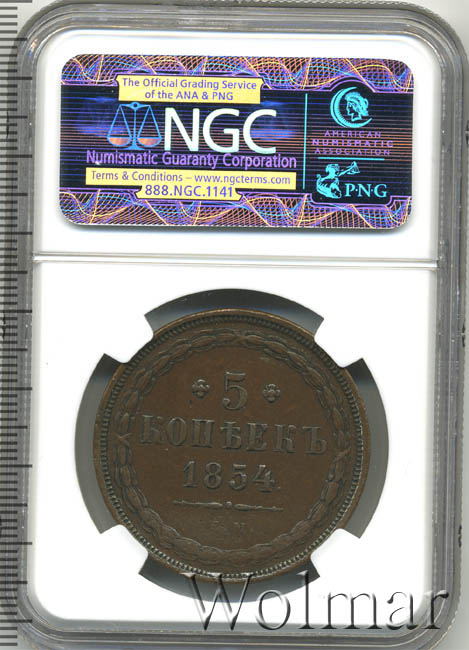 The Official Grading Service
of the ANA & PNG
NGC
Numismatic Guaranty Corporation
Terms & Conditions – www.ngcterms.com
888.NGC.1141
AMERICAN
NUMISMATIC
ASSOCIATION
PNG
5
КОПѢЕКЪ
1854.
М.
Wolmar